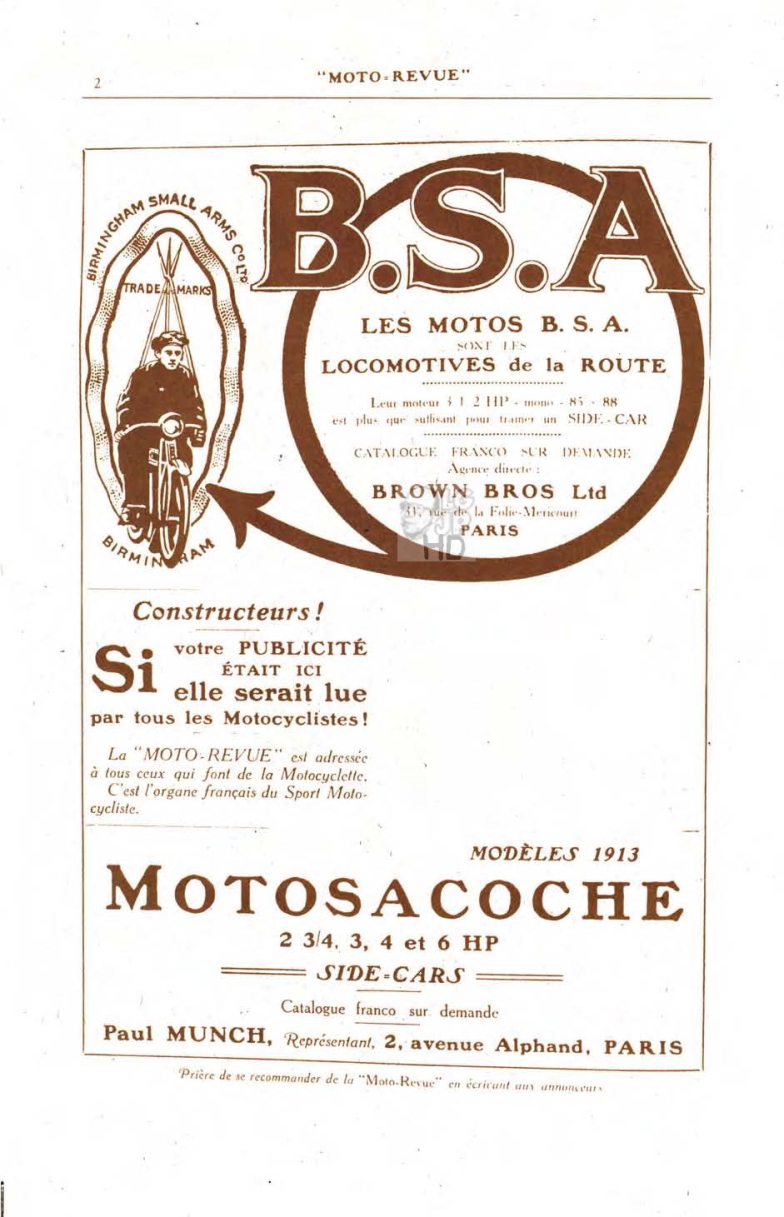 2
"MOTO-REVUE"
BIRMINGHAM SMALL ARMS CO LTD
TRADE MARKS
BIRMINGHAM
B.S.A
LES MOTOS B. S. A.
SONT LES
LOCOMOTIVES de la ROUTE
Leur moteur 3 1 2 HP - mono - 85 - 88
est plus que suffisant pour trainer un SIDE-CAR
CATALOGUE FRANCO SUR DEMANDE
Agence directe :
BROWN BROS Ltd
31, rue de la Folie-Mericourt
PARIS
HD
Constructeurs !
Si votre PUBLICITÉ
ÉTAIT ICI
elle serait lue
par tous les Motocyclistes !
La "MOTO-REVUE" est adressée
à tous ceux qui font de la Motocyclette.
C'est l'organe français du Sport Moto-
cycliste.
MODÈLES 1913
MOTOSACOCHE
2 3/4, 3, 4 et 6 HP
SIDE-CARS
Catalogue franco sur demande
Paul MUNCH, Représentant, 2, avenue Alphand, PARIS
Prière de se recommander de la "Moto-Revue" en écrivant aux annonceurs